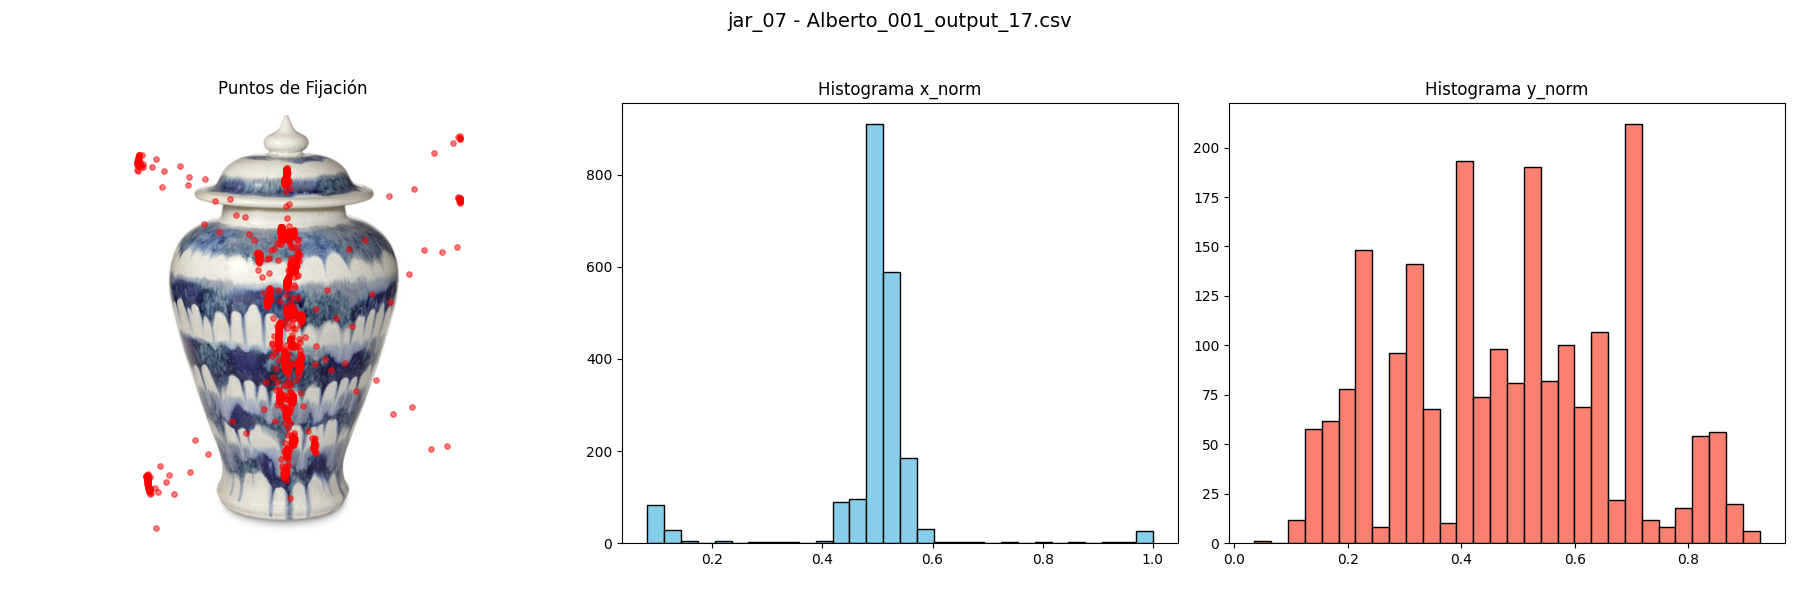 jar_07 - Alberto_001_output_17.csv
Puntos de Fijación
Histograma x_norm
800
600
400
200
0
0.2 0.4 0.6 0.8 1.0
Histograma y_norm
200
175
150
125
100
75
50
25
0
0.0 0.2 0.4 0.6 0.8